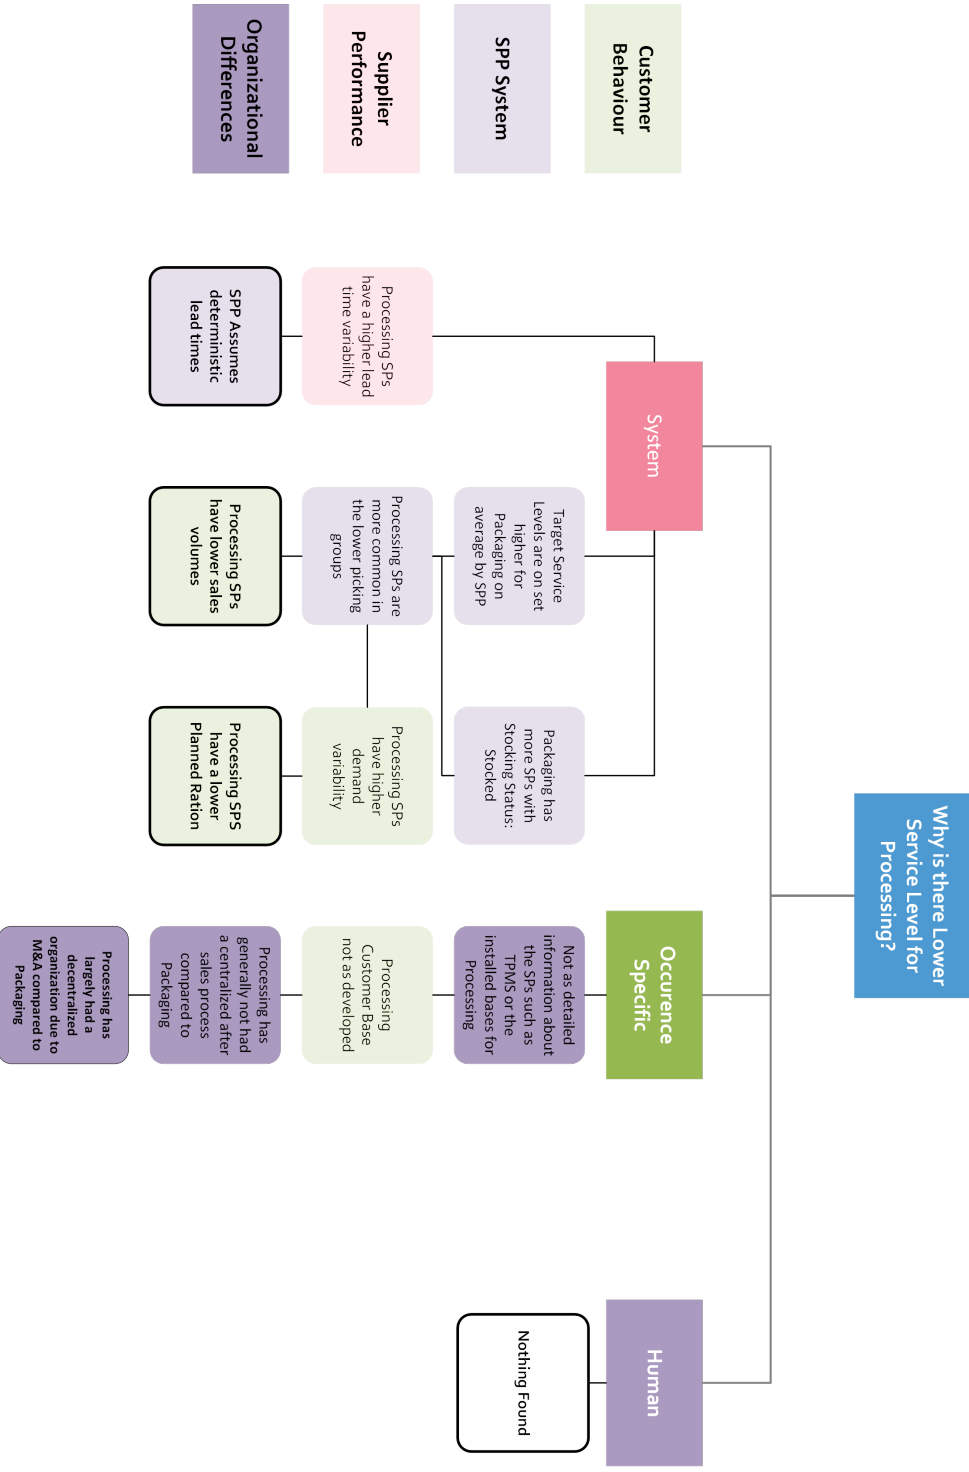 Why is there Lower
Service Level for
Processing?
System
Occurence
Specific
Human
Target Service
Levels are on set
higher for
Packaging on
average by SPP
Packaging has
more SPs with
Stocking Status:
Stocked
Not as detailed
information about
the SPs such as
TPMS or the
installed bases for
Processing
Nothing Found
Processing SPs
have a higher lead
time variability
Processing SPs are
more common in
the lower picking
groups
Processing SPs
have higher
demand
variability
Processing
Customer Base
not as developed
SPP Assumes
deterministic
lead times
Processing SPs
have lower sales
volumes
Processing SPS
have a lower
Planned Ration
Processing has
generally not had
a centralized after
sales process
compared to
Packaging
Processing has
largely had a
decentralized
organization due to
M&A compared to
Packaging
Customer
Behaviour
SPP System
Supplier
Performance
Organizational
Differences